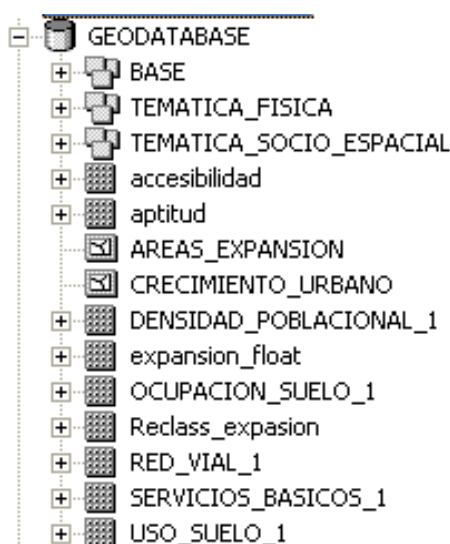 GEODATABASE
BASE
TEMATICA_FISICA
TEMATICA_SOCIO_ESPACIAL
accesibilidad
aptitud
AREAS_EXPANSION
CRECIMIENTO_URBANO
DENSIDAD_POBLACIONAL_1
expansion_float
OCUPACION_SUELO_1
Reclass_expasion
RED_VIAL_1
SERVICIOS_BASICOS_1
USO_SUELO_1